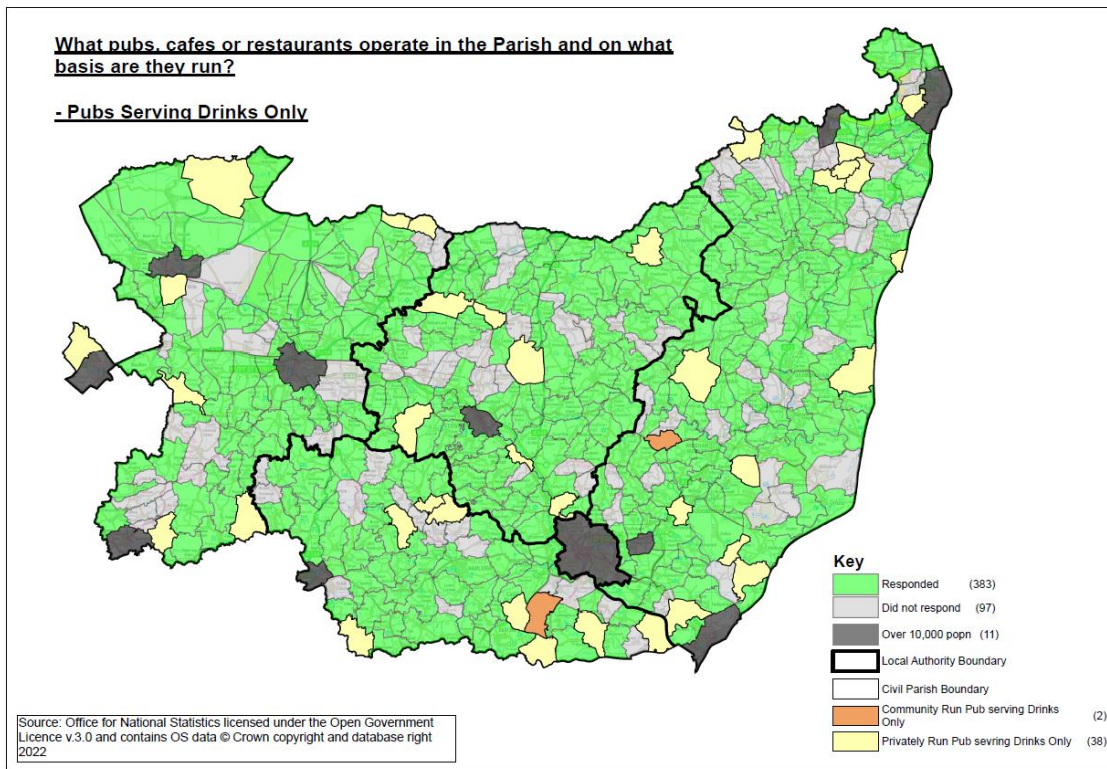 What pubs, cafes or restaurants operate in the Parish and on what
basis are they run?
- Pubs Serving Drinks Only
Key
Responded (383)
Did not respond (97)
Over 10,000 popn (11)
Local Authority Boundary
Civil Parish Boundary
Community Run Pub serving Drinks
Only (2)
Privately Run Pub sevring Drinks Only (38)
Source: Office for National Statistics licensed under the Open Government
Licence v.3.0 and contains OS data © Crown copyright and database right
2022